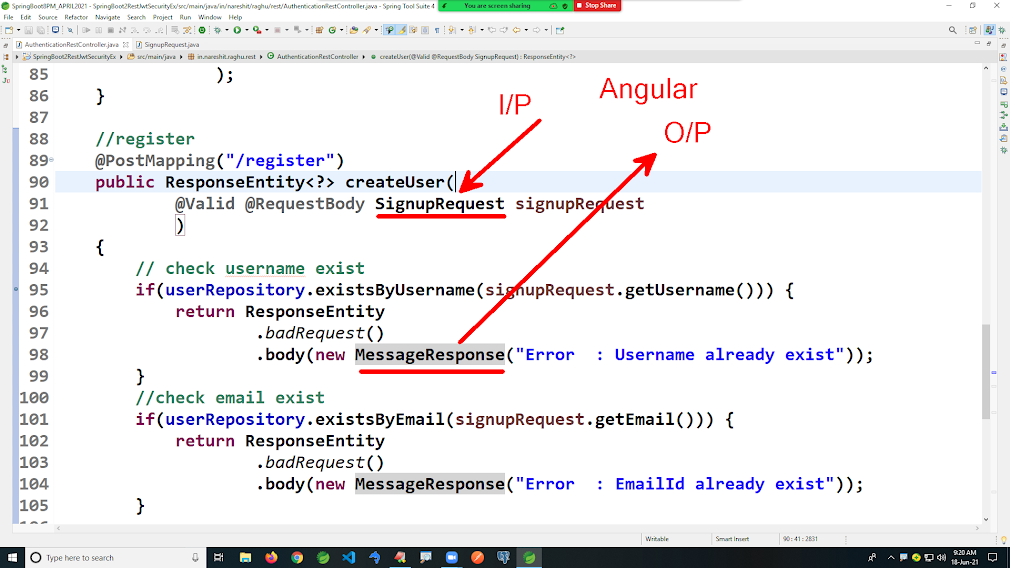 SpringBootJPM_APRIL2021 - SpringBoot2RestJwtSecurityEx/src/main/java/in/nareshit/raghu/rest/AuthenticationRestController.java - Spring Tool Suite 4
You are screen sharing
Stop Share
File Edit Source Refactor Navigate Search Project Run Window Help
AuthenticationRestController.java SignupRequest.java
SpringBoot2RestJwtSecurityEx src/main/java in.nareshit.raghu.rest AuthenticationRestController createUser(@Valid @RequestBody SignupRequest) : ResponseEntity<?>
85 );
86 }
87
I/P Angular
O/P
88 //register
89 @PostMapping("/register")
90 public ResponseEntity<?> createUser(
91 @Valid @RequestBody SignupRequest signupRequest
92 )
93 {
94 // check username exist
95 if(userRepository.existsByUsername(signupRequest.getUsername())) {
96 return ResponseEntity
97 .badRequest()
98 .body(new MessageResponse("Error  : Username already exist"));
99 }
100 //check email exist
101 if(userRepository.existsByEmail(signupRequest.getEmail())) {
102 return ResponseEntity
103 .badRequest()
104 .body(new MessageResponse("Error  : EmailId already exist"));
105 }
Writable Smart Insert 90 : 41 : 2831
Type here to search
9:20 AM
18-Jun-21